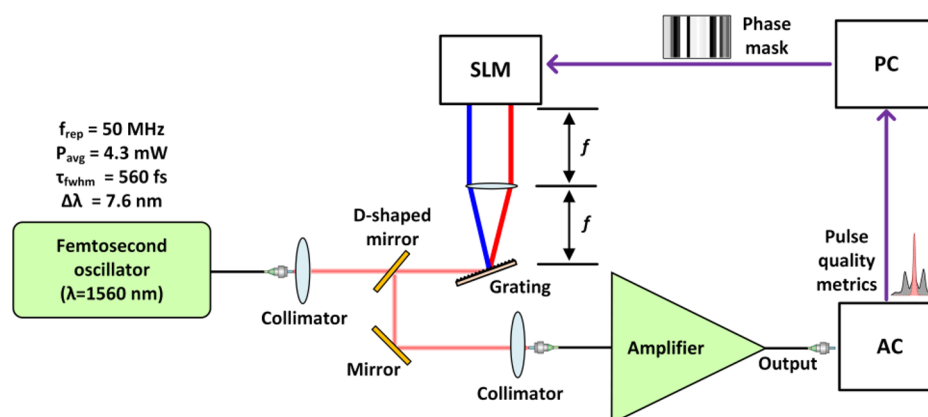 SLM
Phase
mask
PC
f
f
f_rep = 50 MHz
P_avg = 4.3 mW
τ_fwhm = 560 fs
Δλ = 7.6 nm
Femtosecond
oscillator
(λ=1560 nm)
Collimator
D-shaped
mirror
Grating
Mirror
Collimator
Amplifier
Output
Pulse
quality
metrics
AC